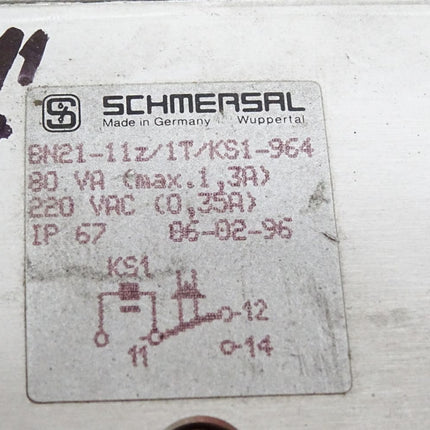 S SCHMERSAL
Made in Germany Wuppertal
BN21-11z/1T/KS1-964
80 VA (max.1,3A)
220 VAC (0,35A)
IP 67 06-02-96
KS1
12
11 14